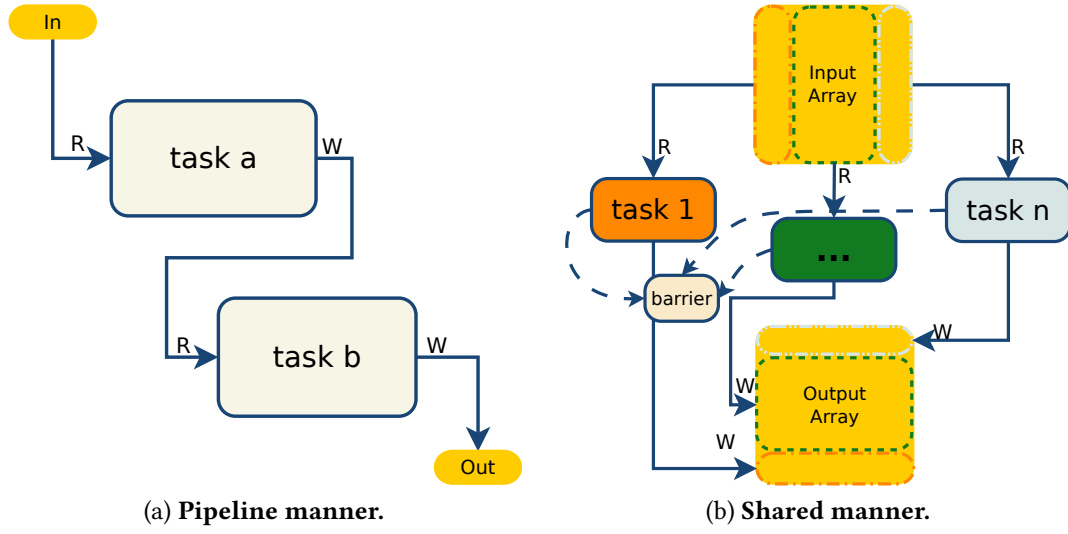 In
R
task a
W
R
task b
W
Out
(a) Pipeline manner.
Input
Array
R
R
R
task 1
...
task n
barrier
W
W
W
Output
Array
(b) Shared manner.